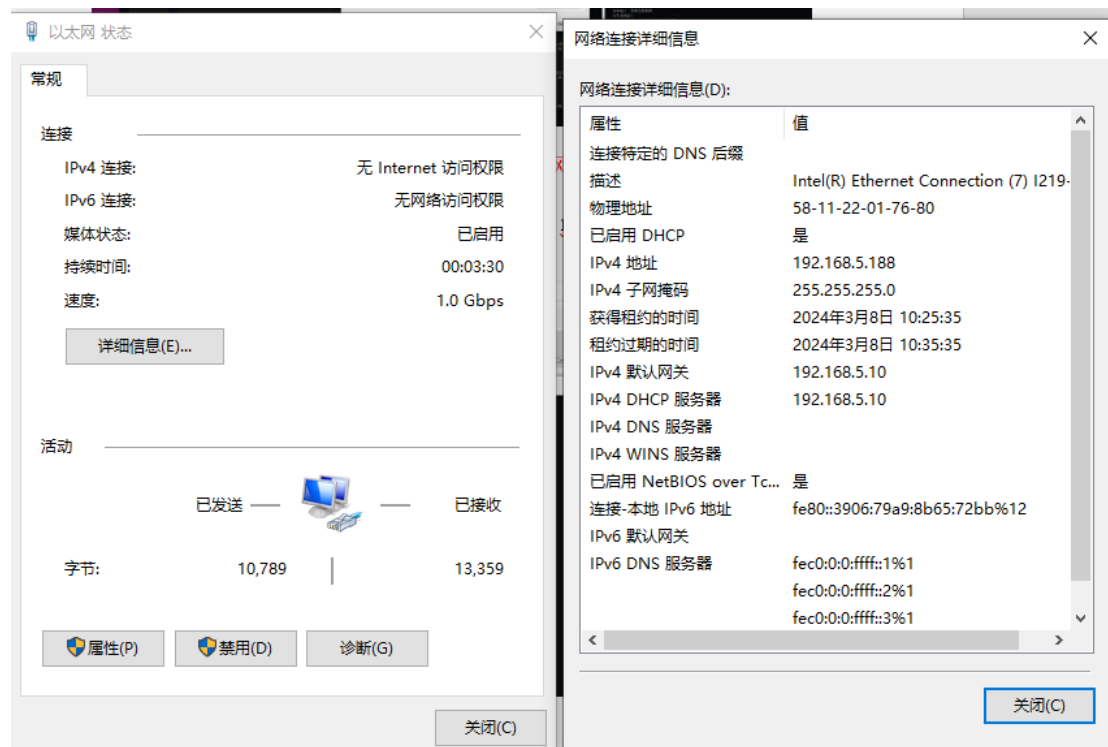 以太网 状态
常规
连接
IPv4 连接: 无 Internet 访问权限
IPv6 连接: 无网络访问权限
媒体状态: 已启用
持续时间: 00:03:30
速度: 1.0 Gbps
详细信息(E)...
活动
已发送 已接收
字节: 10,789 13,359
属性(P) 禁用(D) 诊断(G)
关闭(C)
网络连接详细信息
网络连接详细信息(D):
属性 值
连接特定的 DNS 后缀
描述 Intel(R) Ethernet Connection (7) I219-
物理地址 58-11-22-01-76-80
已启用 DHCP 是
IPv4 地址 192.168.5.188
IPv4 子网掩码 255.255.255.0
获得租约的时间 2024年3月8日 10:25:35
租约过期的时间 2024年3月8日 10:35:35
IPv4 默认网关 192.168.5.10
IPv4 DHCP 服务器 192.168.5.10
IPv4 DNS 服务器
IPv4 WINS 服务器
已启用 NetBIOS over Tc... 是
连接-本地 IPv6 地址 fe80::3906:79a9:8b65:72bb%12
IPv6 默认网关
IPv6 DNS 服务器 fec0:0:0:ffff::1%1
fec0:0:0:ffff::2%1
fec0:0:0:ffff::3%1
关闭(C)